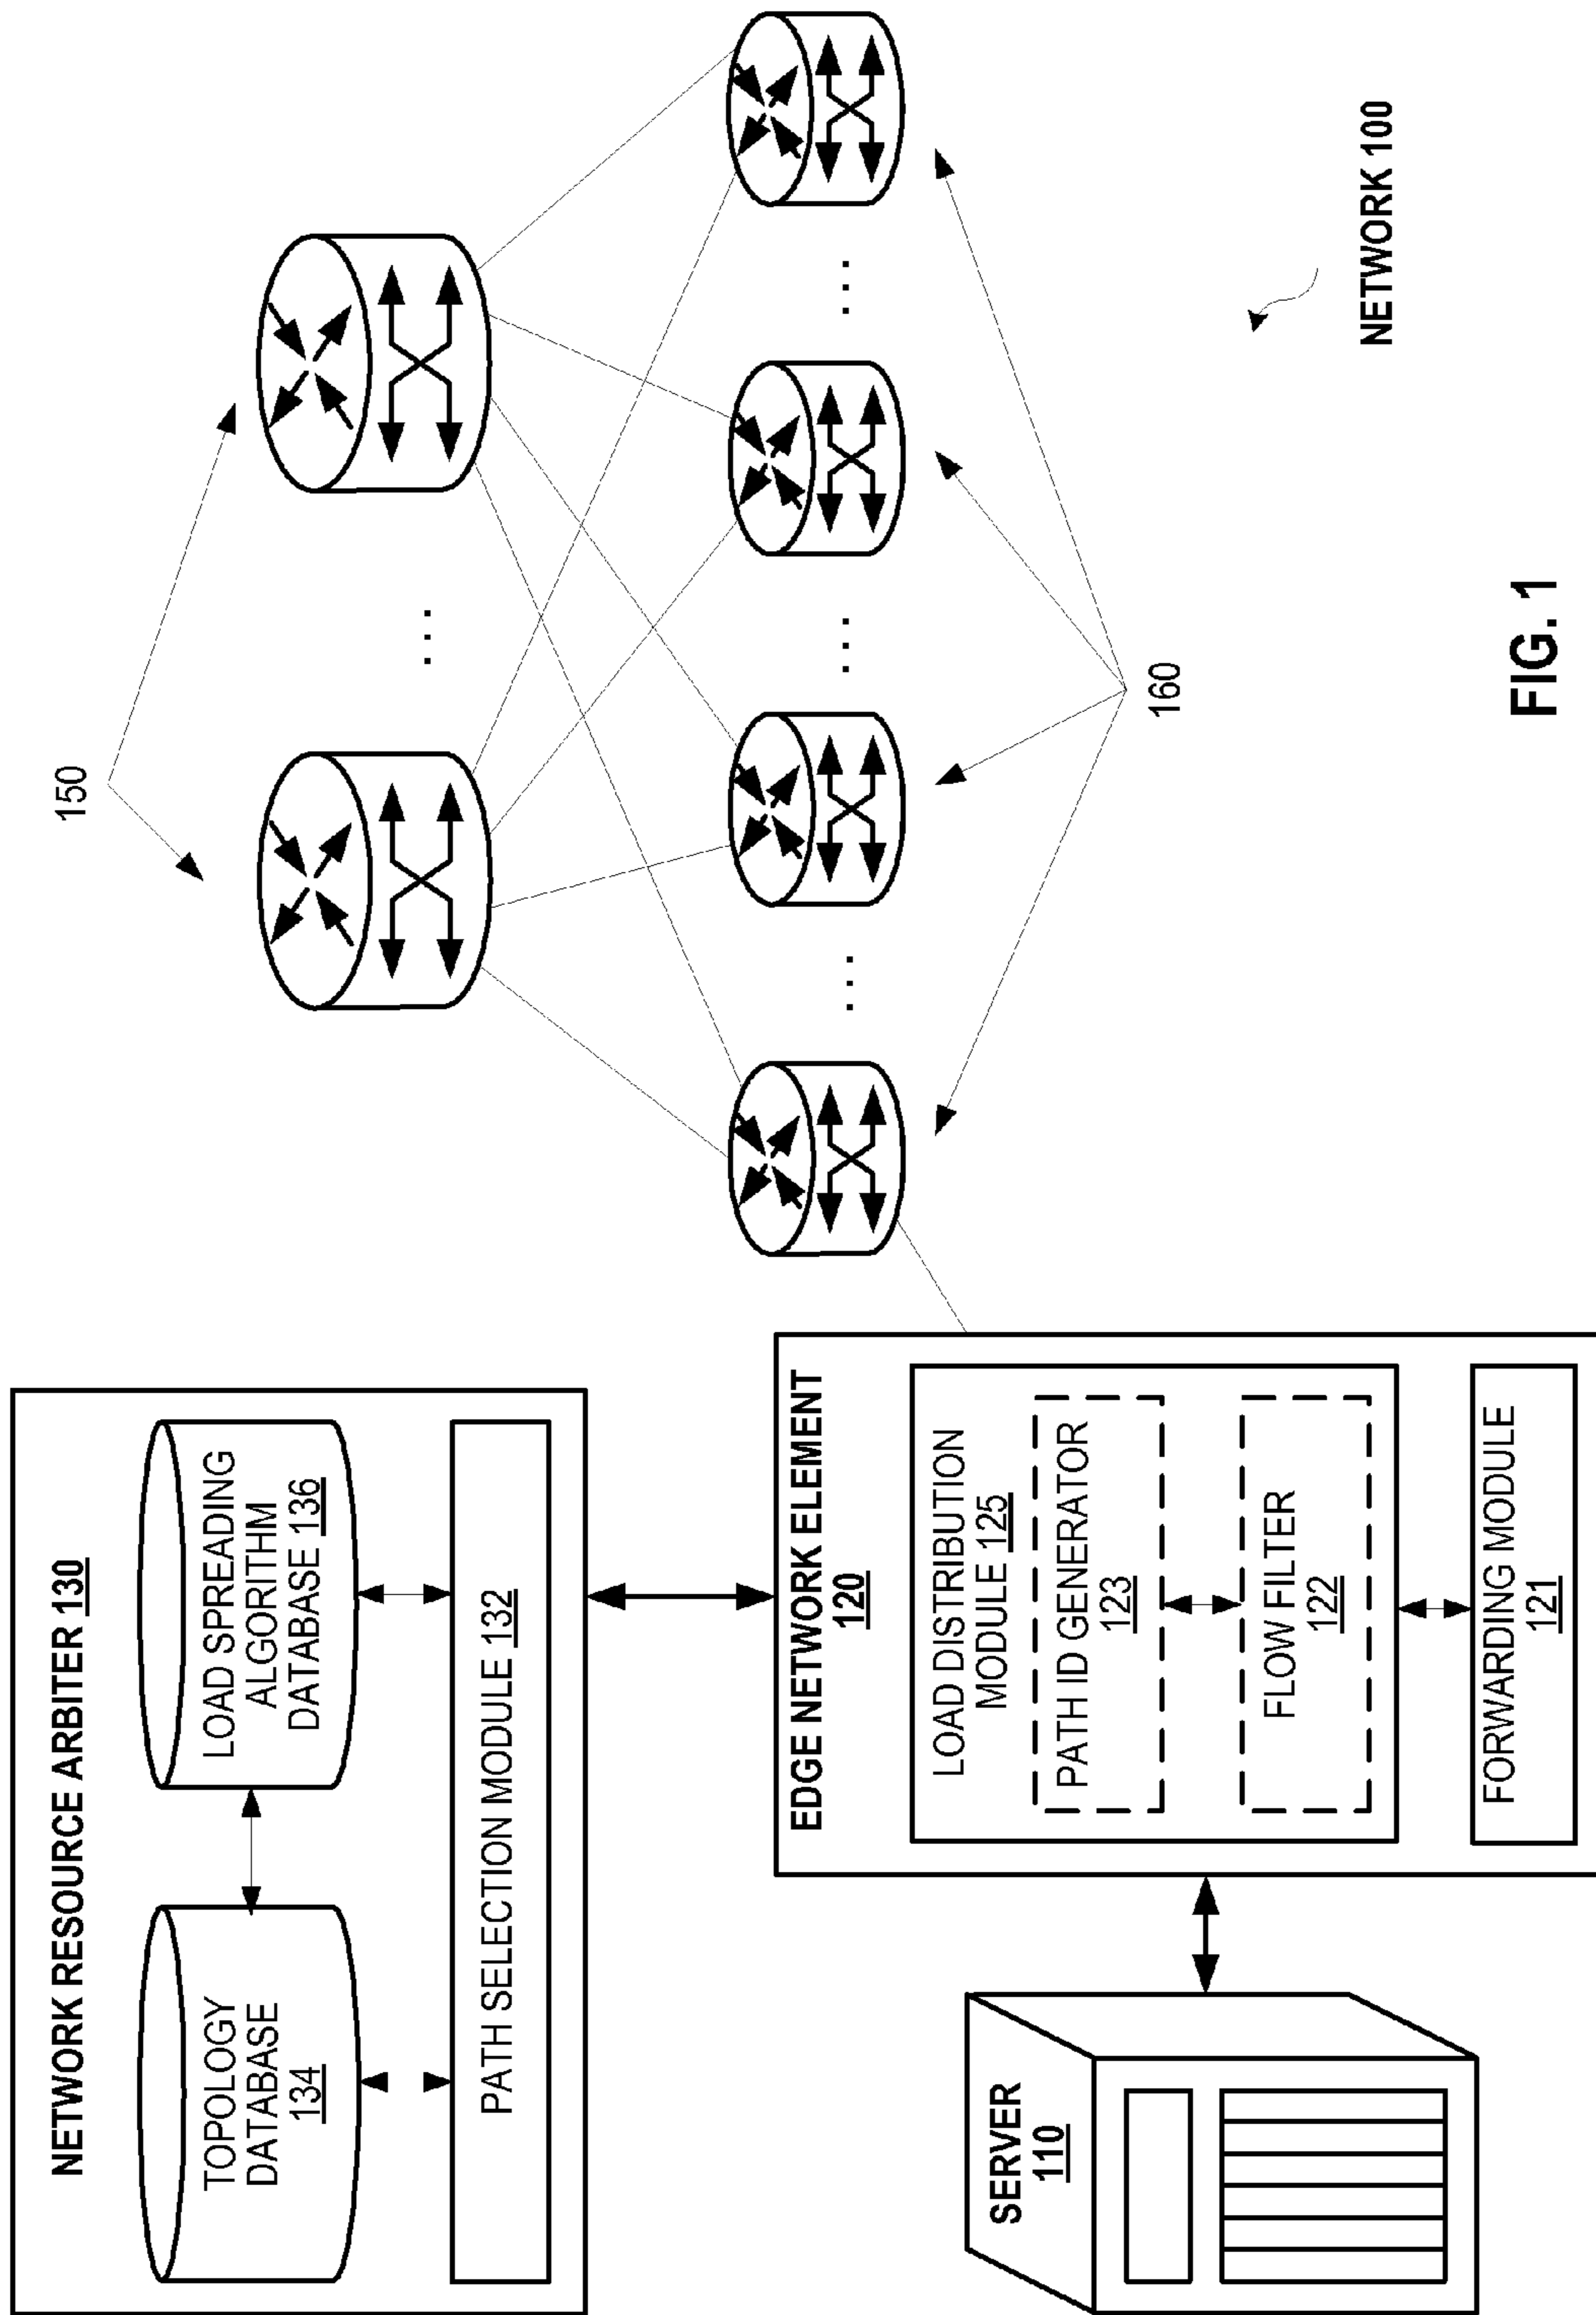 NETWORK RESOURCE ARBITER 130
TOPOLOGY
DATABASE
134
LOAD SPREADING
ALGORITHM
DATABASE 136
PATH SELECTION MODULE 132
EDGE NETWORK ELEMENT
120
LOAD DISTRIBUTION
MODULE 125
PATH ID GENERATOR
123
FLOW FILTER
122
FORWARDING MODULE
121
SERVER
110
150
...
... ... ...
160
NETWORK 100
FIG. 1